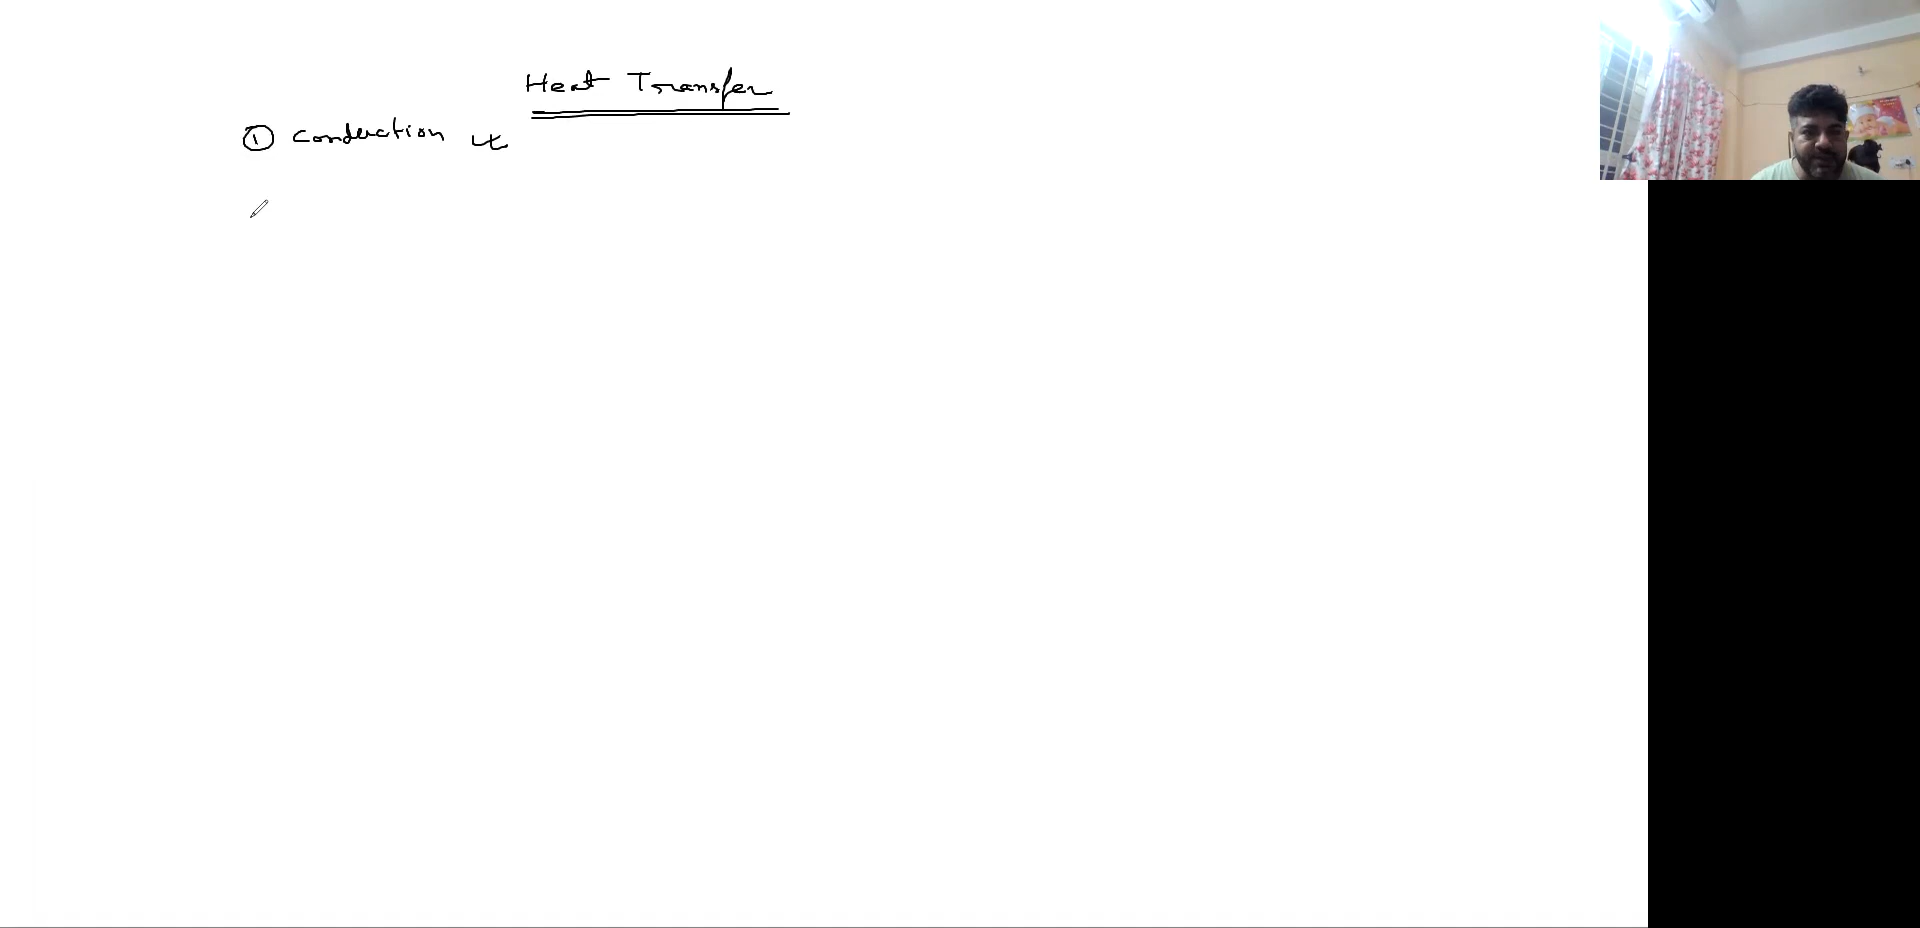 Heat Transfer
① Conduction